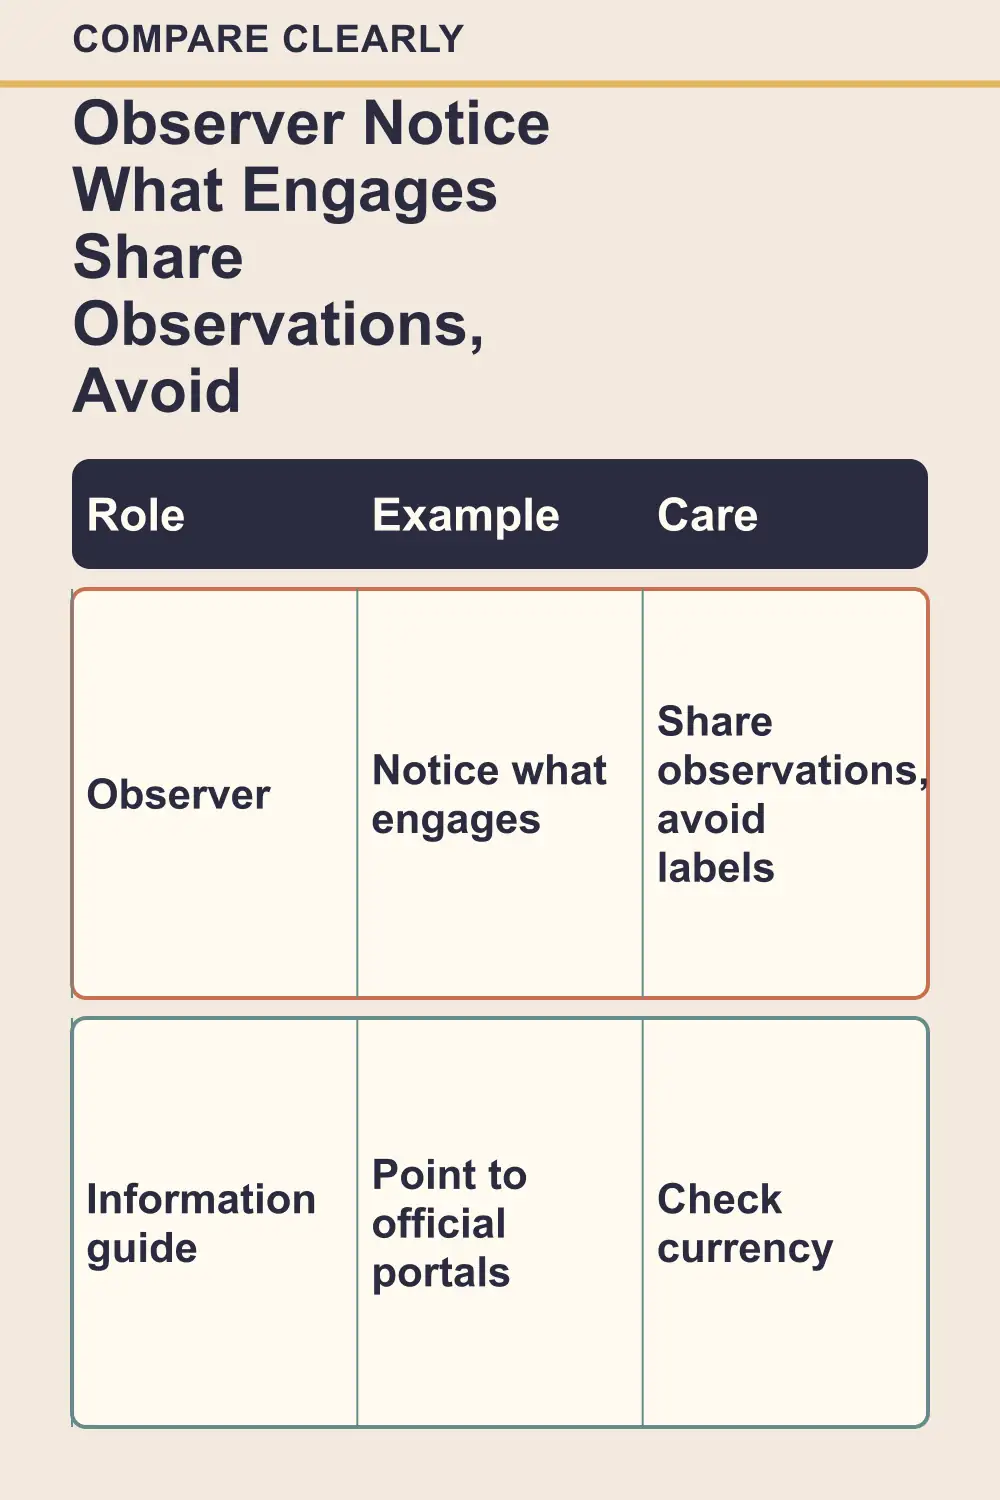 COMPARE CLEARLY
Observer Notice
What Engages
Share
Observations,
Avoid
Role Example Care
Observer
Notice what
engages
Share
observations,
avoid
labels
Information
guide
Point to
official
portals
Check
currency